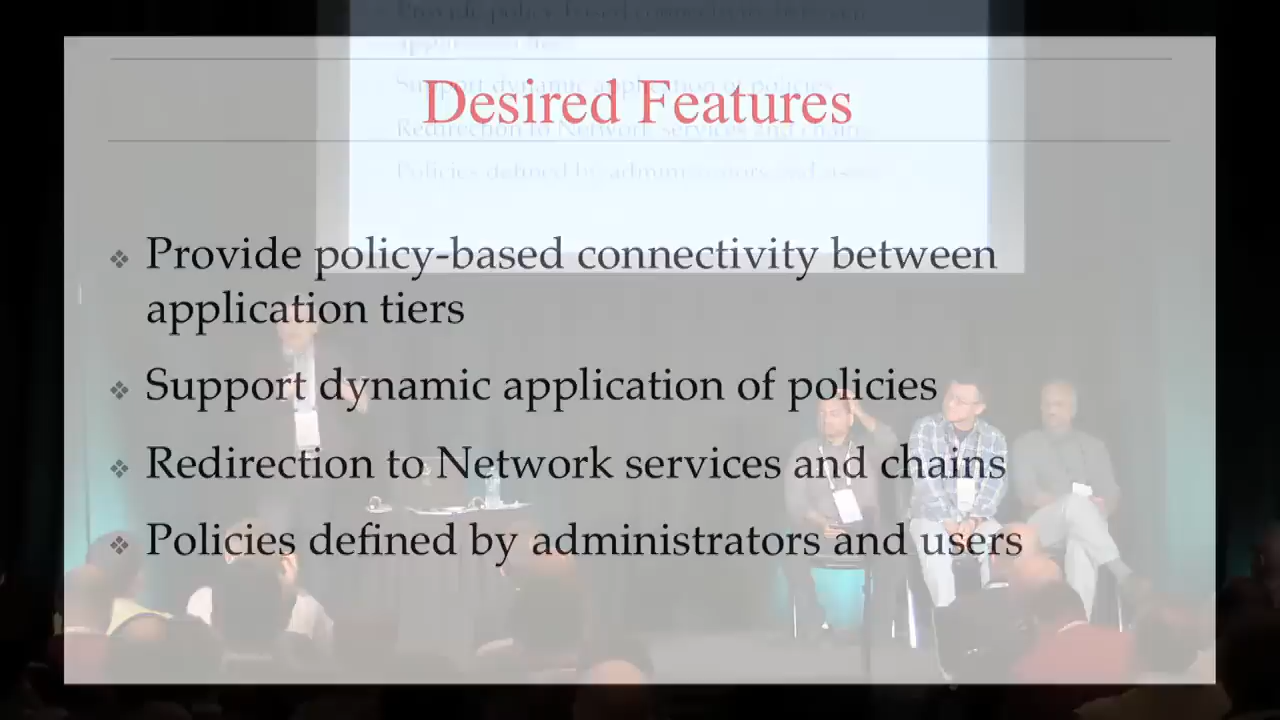 Desired Features
Provide policy-based connectivity between
application tiers
Support dynamic application of policies
Redirection to Network services and chains
Policies defined by administrators and users